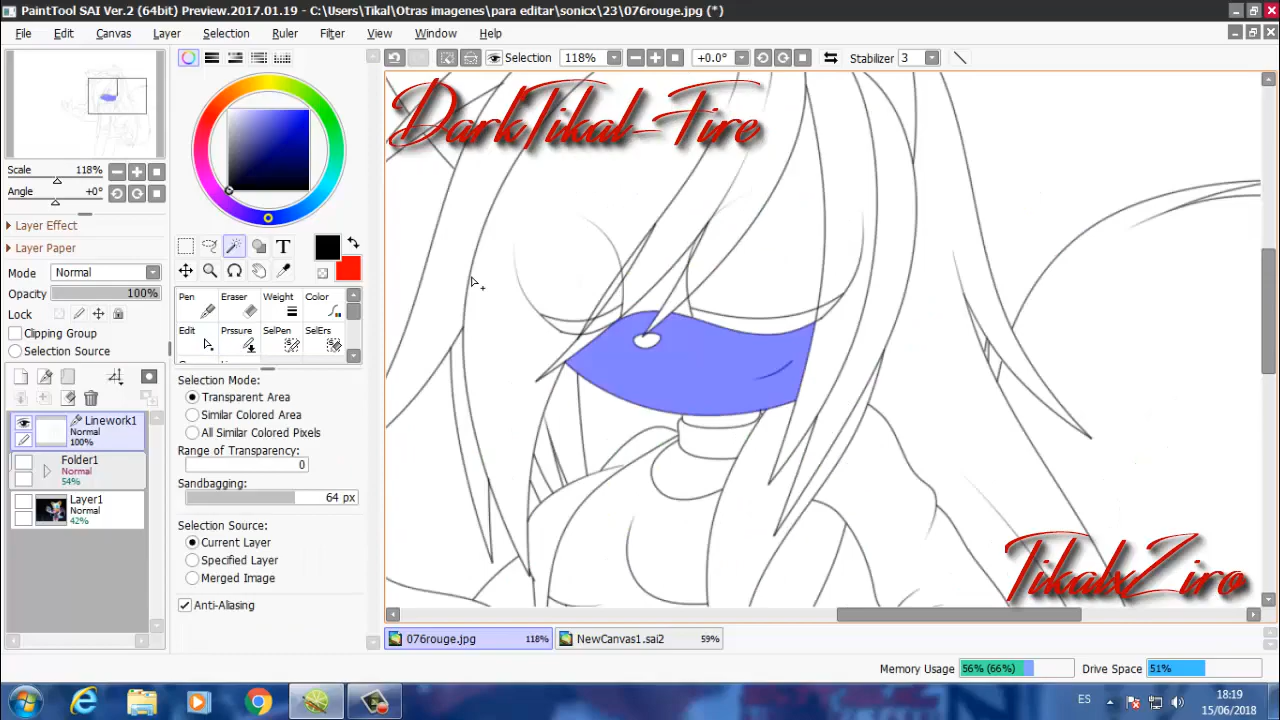 PaintTool SAI Ver.2 (64bit) Preview.2017.01.19 - C:\Users\Tikal\Otras imagenes\para editar\sonicx\23\076rouge.jpg (*)
File Edit Canvas Layer Selection Ruler Filter View Window Help
Selection 118% +0.0° Stabilizer 3
DarkTikal-Fire
Scale 118%
Angle +0°
Layer Effect
Layer Paper
Mode Normal
Opacity 100%
Lock
Clipping Group
Selection Source
Linework1
Normal
100%
Folder1
Normal
54%
Layer1
Normal
42%
T
Pen Eraser Weight Color
Edit Prssure SelPen SelErs
Selection Mode:
Transparent Area
Similar Colored Area
All Similar Colored Pixels
Range of Transparency:
0
Sandbagging:
64 px
Selection Source:
Current Layer
Specified Layer
Merged Image
Anti-Aliasing
TikalxZiro
076rouge.jpg 118% NewCanvas1.sai2 59%
Memory Usage 56% (66%) Drive Space 51%
ES 18:19
15/06/2018